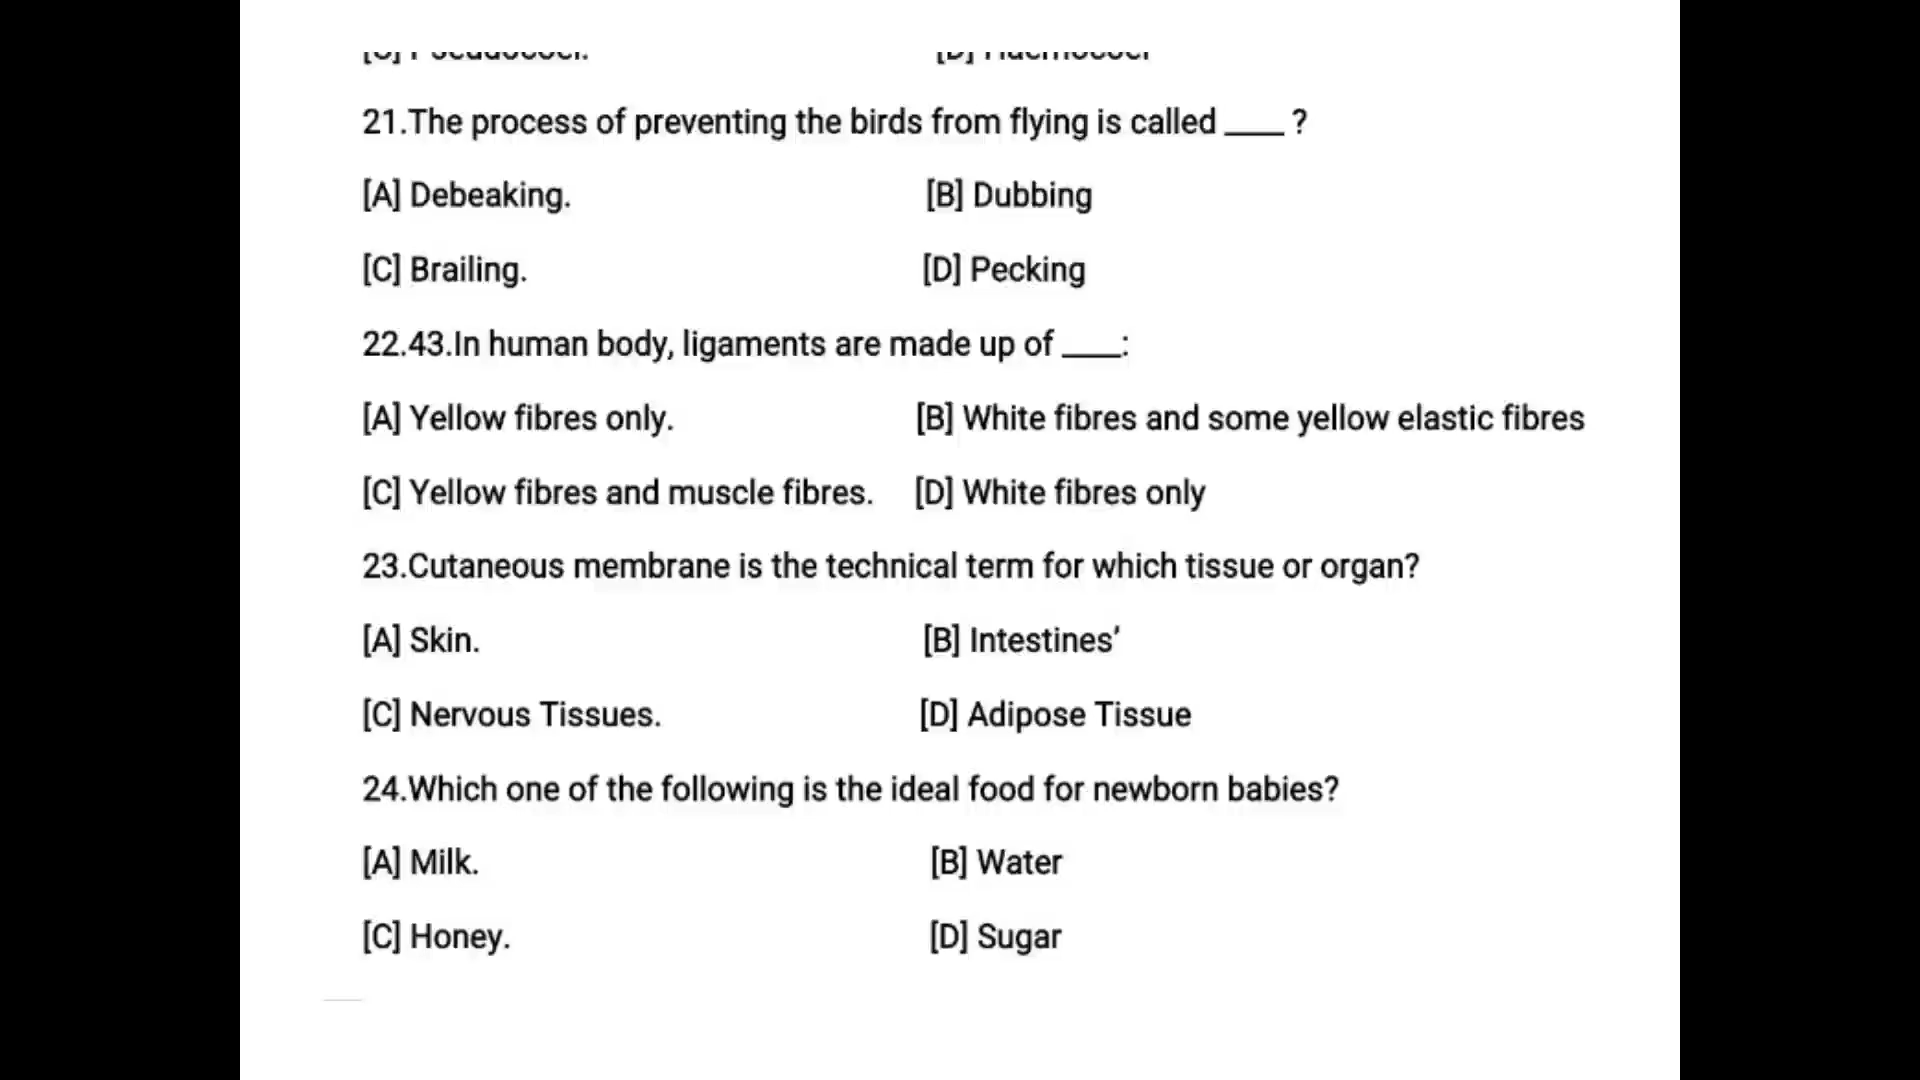 21.The process of preventing the birds from flying is called ____ ?
[A] Debeaking. [B] Dubbing
[C] Brailing. [D] Pecking
22.43.In human body, ligaments are made up of ____:
[A] Yellow fibres only. [B] White fibres and some yellow elastic fibres
[C] Yellow fibres and muscle fibres. [D] White fibres only
23.Cutaneous membrane is the technical term for which tissue or organ?
[A] Skin. [B] Intestines’
[C] Nervous Tissues. [D] Adipose Tissue
24.Which one of the following is the ideal food for newborn babies?
[A] Milk. [B] Water
[C] Honey. [D] Sugar